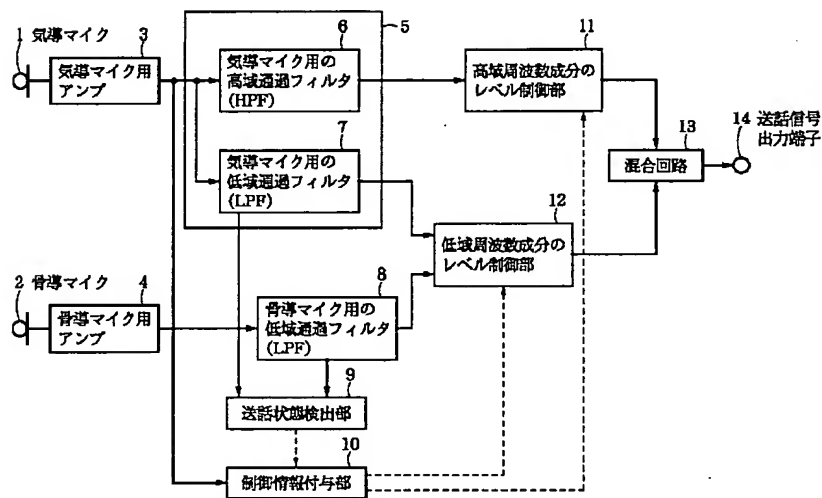 1 気導マイク
3
気導マイク用
アンプ
5
6
気導マイク用の
高域通過フィルタ
(HPF)
7
気導マイク用の
低域通過フィルタ
(LPF)
11
高域周波数成分の
レベル制御部
13
混合回路
14 送話信号
出力端子
12
低域周波数成分の
レベル制御部
2 骨導マイク
4
骨導マイク用
アンプ
8
骨導マイク用の
低域通過フィルタ
(LPF)
9
送話状態検出部
10
制御情報付与部